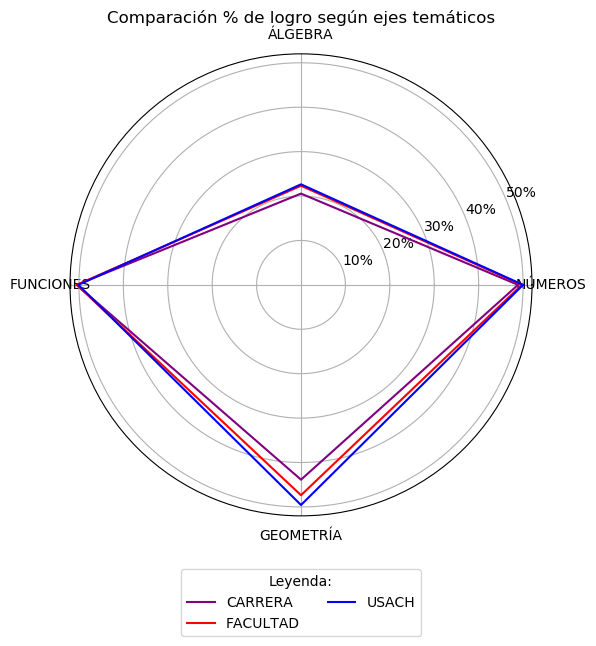 Comparación % de logro según ejes temáticos
ÁLGEBRA
50%
40%
30%
20%
10%
FUNCIONES
NÚMEROS
GEOMETRÍA
Leyenda:
CARRERA
USACH
FACULTAD